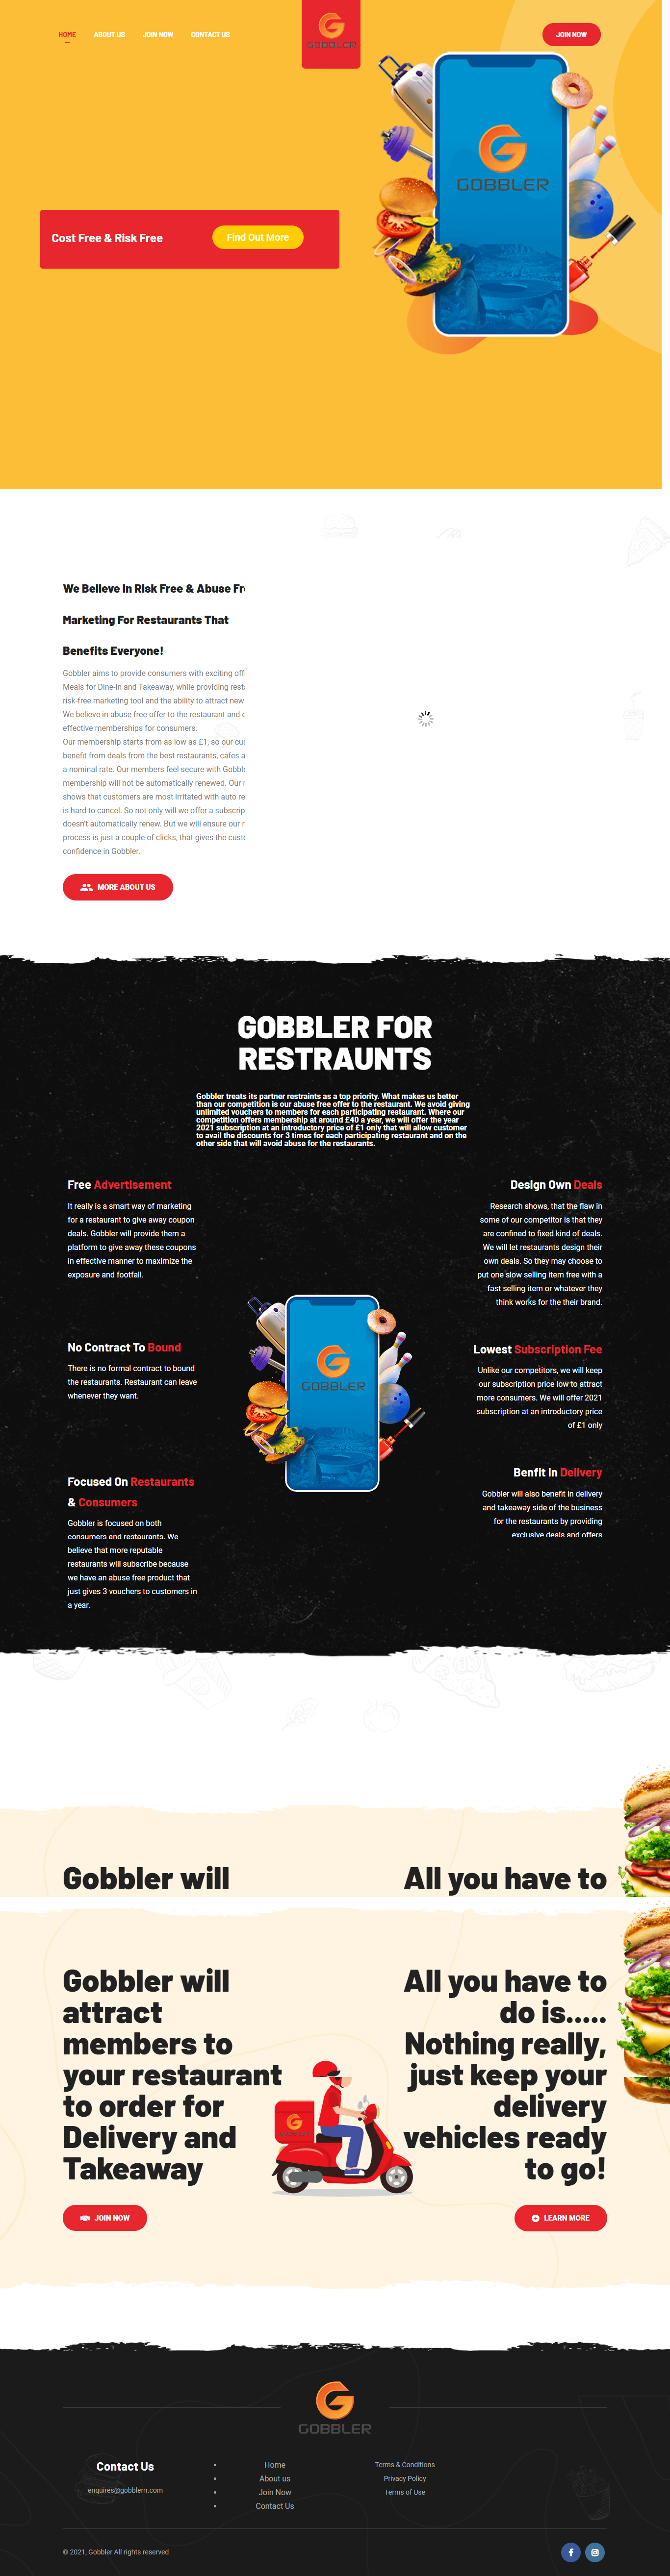 HOME
ABOUT US
JOIN NOW
CONTACT US
GOBBLER
JOIN NOW
GOBBLER
Cost Free & Risk Free
Find Out More
We Believe In Risk Free & Abuse Fr
Marketing For Restaurants That
Benefits Everyone!
Gobbler aims to provide consumers with exciting off
Meals for Dine-in and Takeaway, while providing rest
risk-free marketing tool and the ability to attract new
We believe in abuse free offer to the restaurant and c
effective memberships for consumers.
Our membership starts from as low as £1, so our cu
benefit from deals from the best restaurants, cafes a
a nominal rate. Our members feel secure with Gobbl
membership will not be automatically renewed. Our r
shows that customers are most irritated with auto re
is hard to cancel. So not only will we offer a subscrip
doesn't automatically renew. But we will ensure our r
process is just a couple of clicks, that gives the cust
confidence in Gobbler.
MORE ABOUT US
GOBBLER FOR
RESTRAUNTS
Gobbler treats its partner restraints as a top priority. What makes us better
than our competition is our abuse free offer to the restaurant. We avoid giving
unlimited vouchers to members for each participating restaurant. Where our
competition offers membership at around £40 a year, we will offer the year
2021 subscription at an introductory price of £1 only that will allow customer
to avail the discounts for 3 times for each participating restaurant and on the
other side that will avoid abuse for the restaurants.
Free Advertisement
It really is a smart way of marketing
for a restaurant to give away coupon
deals. Gobbler will provide them a
platform to give away these coupons
in effective manner to maximize the
exposure and footfall.
No Contract To Bound
There is no formal contract to bound
the restaurants. Restaurant can leave
whenever they want.
Focused On Restaurants
& Consumers
Gobbler is focused on both
consumers and restaurants. We
believe that more reputable
restaurants will subscribe because
we have an abuse free product that
just gives 3 vouchers to customers in
a year.
GOBBLER
Design Own Deals
Research shows, that the flaw in
some of our competitor is that they
are confined to fixed kind of deals.
We will let restaurants design their
own deals. So they may choose to
put one slow selling item free with a
fast selling item or whatever they
think works for the their brand.
Lowest Subscription Fee
Unlike our competitors, we will keep
our subscription price low to attract
more consumers. We will offer 2021
subscription at an introductory price
of £1 only
Benfit In Delivery
Gobbler will also benefit in delivery
and takeaway side of the business
for the restaurants by providing
exclusive deals and offers
Gobbler will
All you have to
Gobbler will
attract
members to
your restaurant
to order for
Delivery and
Takeaway
JOIN NOW
All you have to
do is.....
Nothing really,
just keep your
delivery
vehicles ready
to go!
LEARN MORE
GOBBLER
Contact Us
enquires@gobblerr.com
Home
About us
Join Now
Contact Us
Terms & Conditions
Privacy Policy
Terms of Use
© 2021, Gobbler All rights reserved